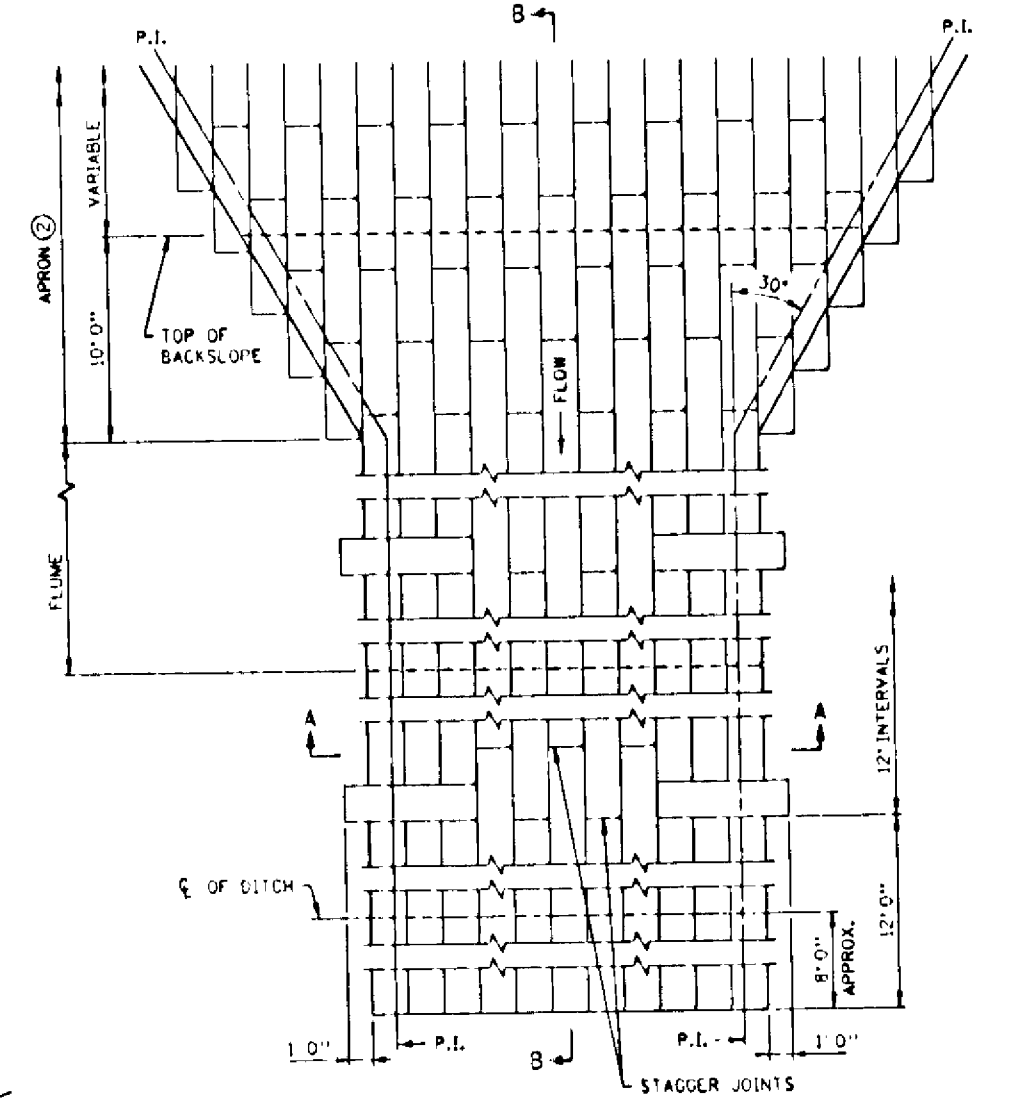 B
P.I.
P.I.
VARIABLE
APRON ②
10'0"
TOP OF
BACKSLOPE
30°
FLOW
FLUME
A
A
12' INTERVALS
℄ OF DITCH
12'0"
8'0"
APPROX.
1'0"
P.I.
B
P.I.
1'0"
STAGGER JOINTS